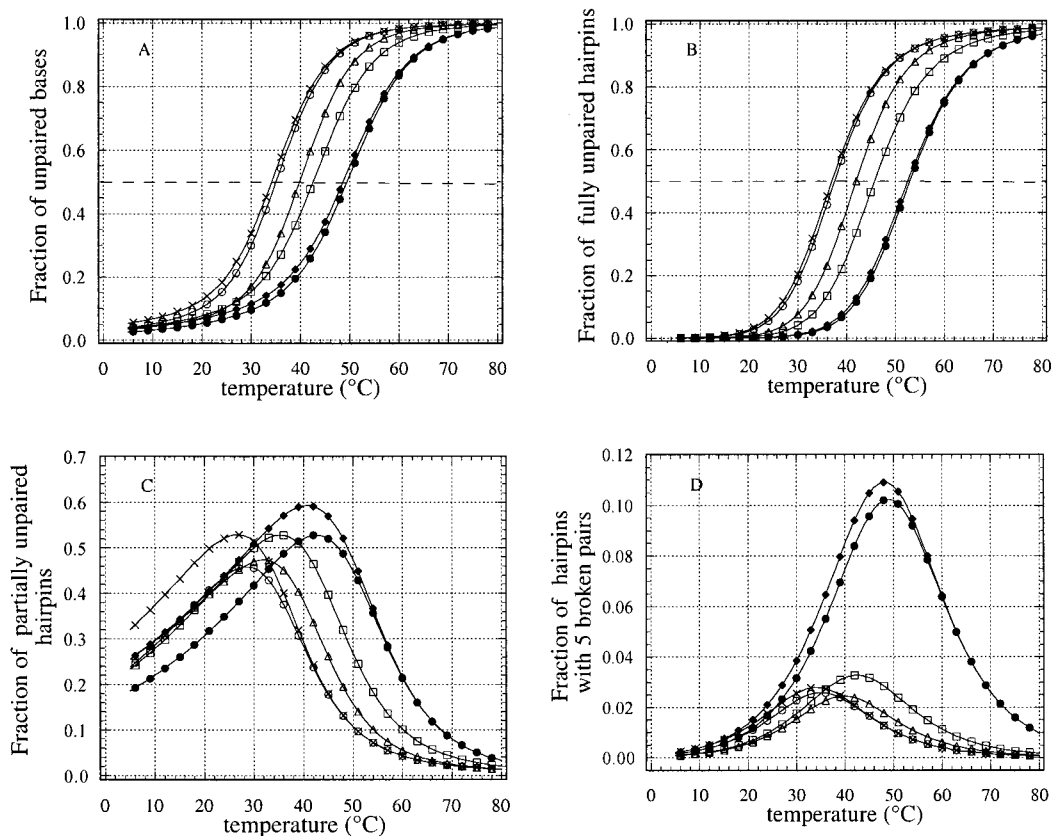 A
Fraction of unpaired bases
1.0
0.8
0.6
0.4
0.2
0.0
0 10 20 30 40 50 60 70 80
temperature (°C)
B
Fraction of fully unpaired hairpins
1.0
0.8
0.6
0.4
0.2
0.0
0 10 20 30 40 50 60 70 80
temperature (°C)
C
Fraction of partially unpaired
hairpins
0.7
0.6
0.5
0.4
0.3
0.2
0.1
0.0
0 10 20 30 40 50 60 70 80
temperature (°C)
D
Fraction of hairpins
with 5 broken pairs
0.12
0.10
0.08
0.06
0.04
0.02
0.00
0 10 20 30 40 50 60 70 80
temperature (°C)